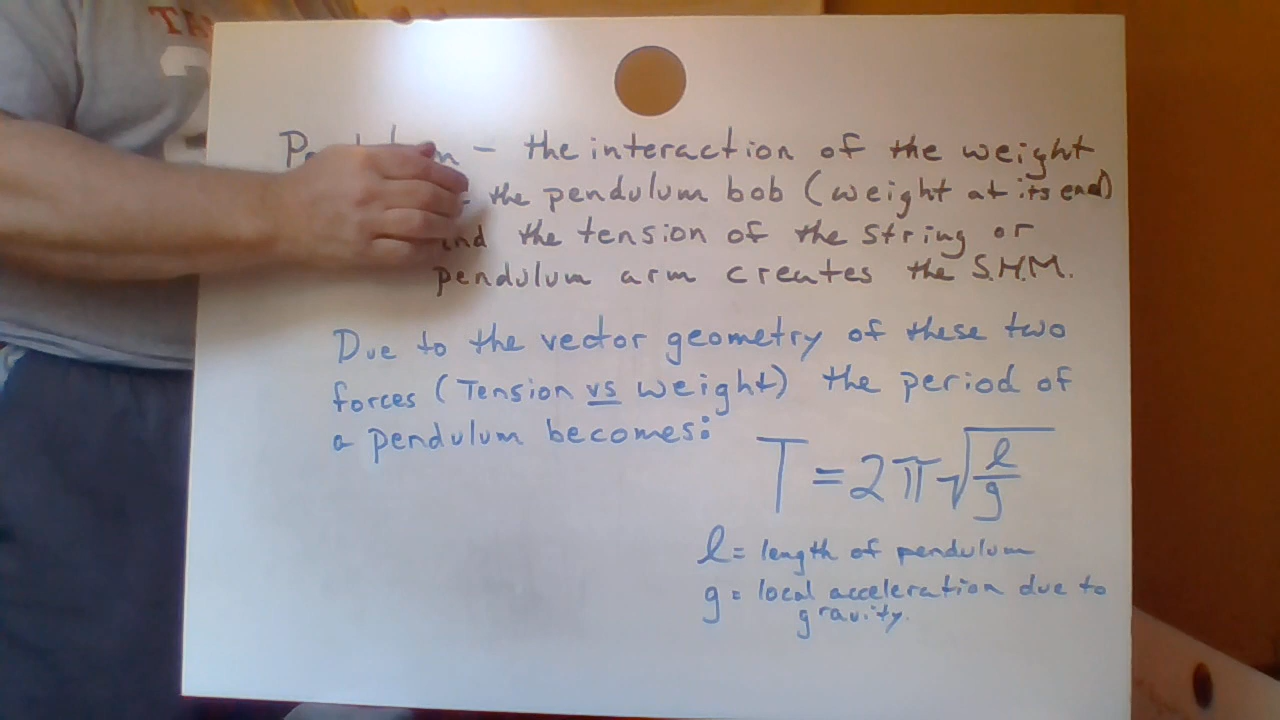 - the interaction of the weight
the pendulum bob (weight at its end)
the tension of the string or
pendulum arm creates the S.H.M.
Due to the vector geometry of these two
forces (Tension vs weight) the period of
a pendulum becomes:
T = 2π√(l/g)
l = length of pendulum
g = local acceleration due to
gravity.